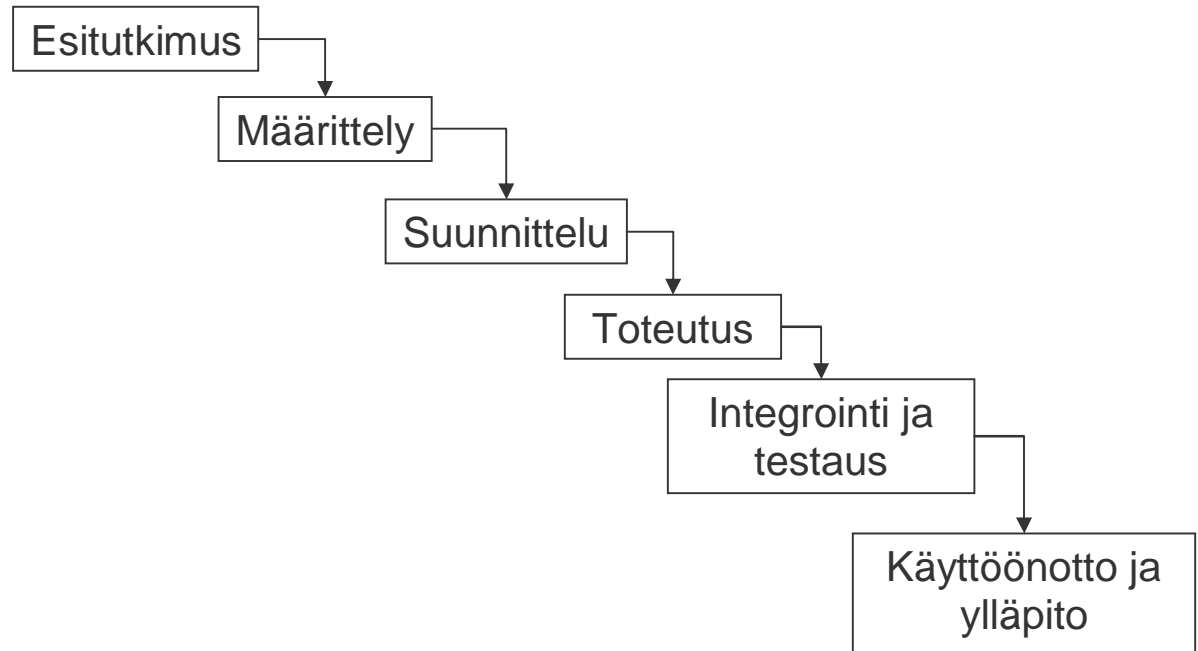 Esitutkimus
Määrittely
Suunnittelu
Toteutus
Integrointi ja
testaus
Käyttöönotto ja
ylläpito